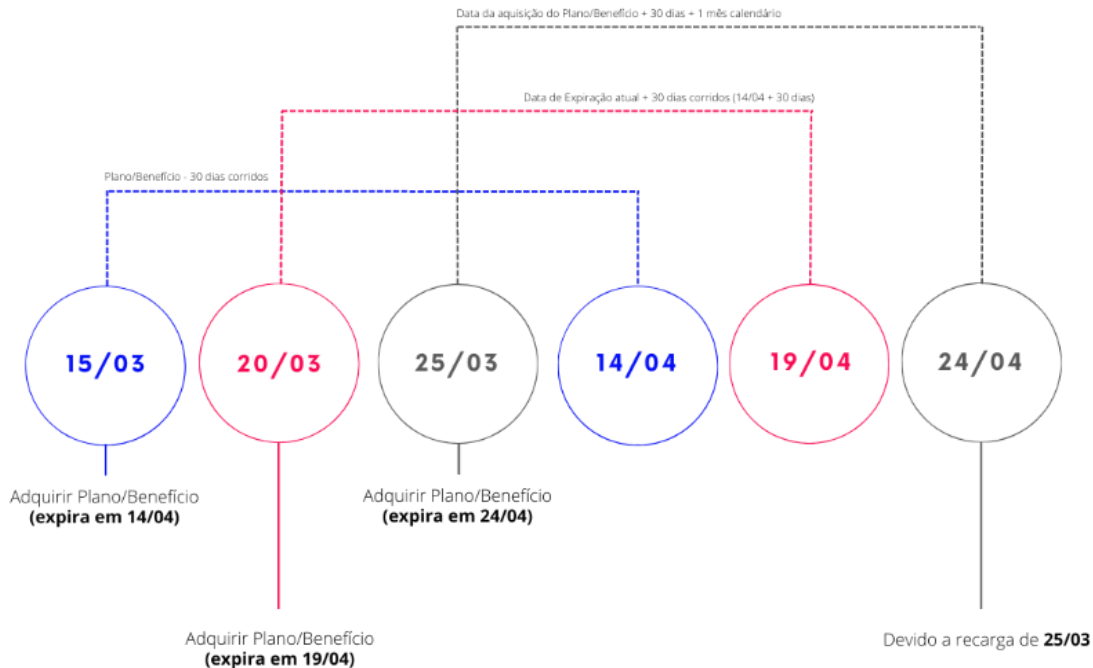 Data da aquisição do Plano/Benefício + 30 dias + 1 mês calendário
Data de Expiração atual + 30 dias corridos (14/04 + 30 dias)
Plano/Benefício - 30 dias corridos
15/03
20/03
25/03
14/04
19/04
24/04
Adquirir Plano/Benefício
(expira em 14/04)
Adquirir Plano/Benefício
(expira em 24/04)
Adquirir Plano/Benefício
(expira em 19/04)
Devido a recarga de 25/03